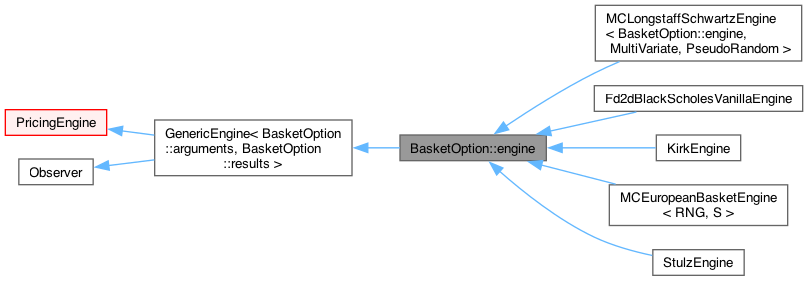 MCLongstaffSchwartzEngine
< BasketOption::engine,
MultiVariate, PseudoRandom >
Fd2dBlackScholesVanillaEngine
PricingEngine
GenericEngine< BasketOption
::arguments, BasketOption
::results >
BasketOption::engine
KirkEngine
Observer
MCEuropeanBasketEngine
< RNG, S >
StulzEngine